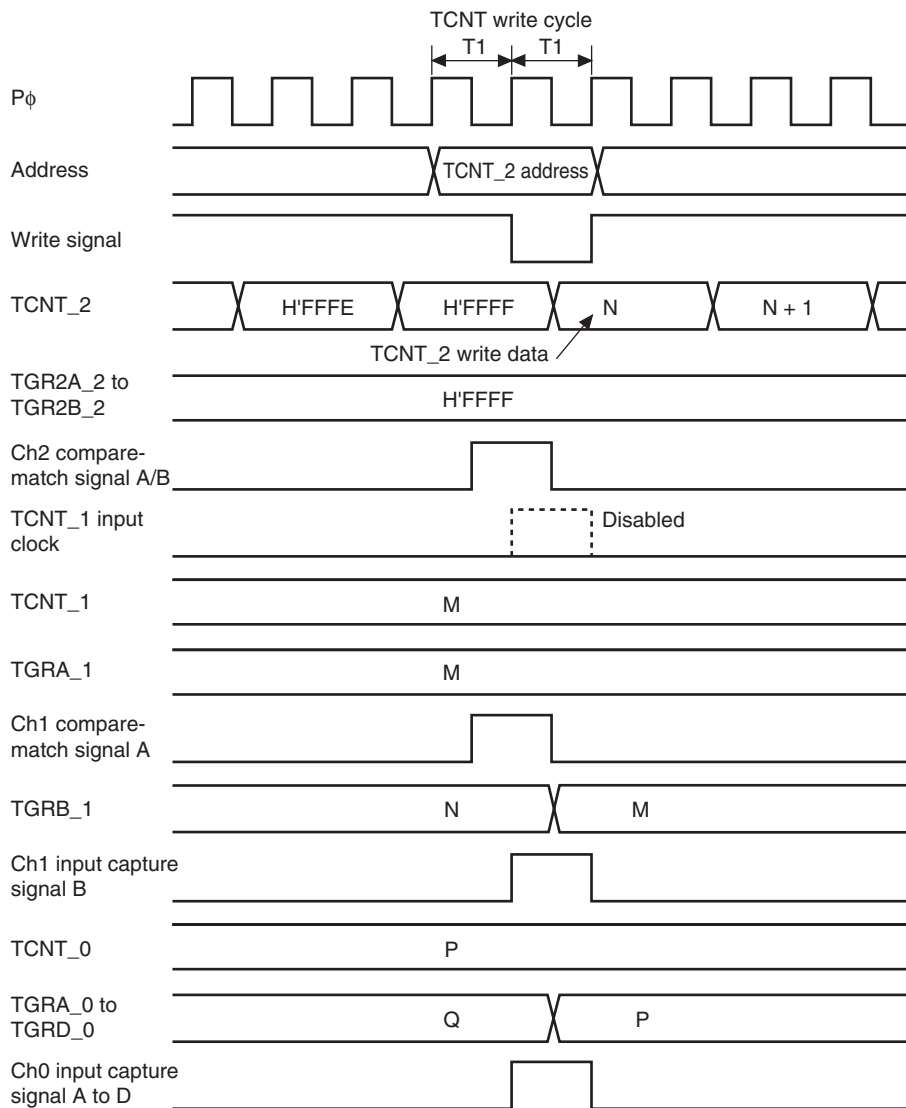 TCNT write cycle
T1 T1
Pϕ
Address
TCNT_2 address
Write signal
TCNT_2
H'FFFE H'FFFF N N + 1
TCNT_2 write data
TGR2A_2 to
TGR2B_2
H'FFFF
Ch2 compare-
match signal A/B
TCNT_1 input
clock
Disabled
TCNT_1
M
TGRA_1
M
Ch1 compare-
match signal A
TGRB_1
N M
Ch1 input capture
signal B
TCNT_0
P
TGRA_0 to
TGRD_0
Q P
Ch0 input capture
signal A to D